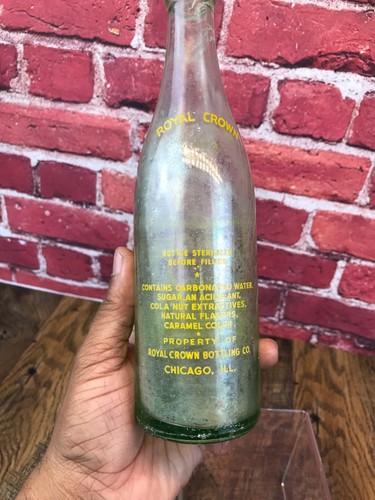 ROYAL CROWN
BOTTLE STERILIZED
BEFORE FILLING
CONTAINS CARBONATED WATER,
SUGAR, AN ACIDULANT,
COLA NUT EXTRACTIVES,
NATURAL FLAVORS,
CARAMEL COLOR.
PROPERTY OF
ROYAL CROWN BOTTLING CO.
CHICAGO, ILL.